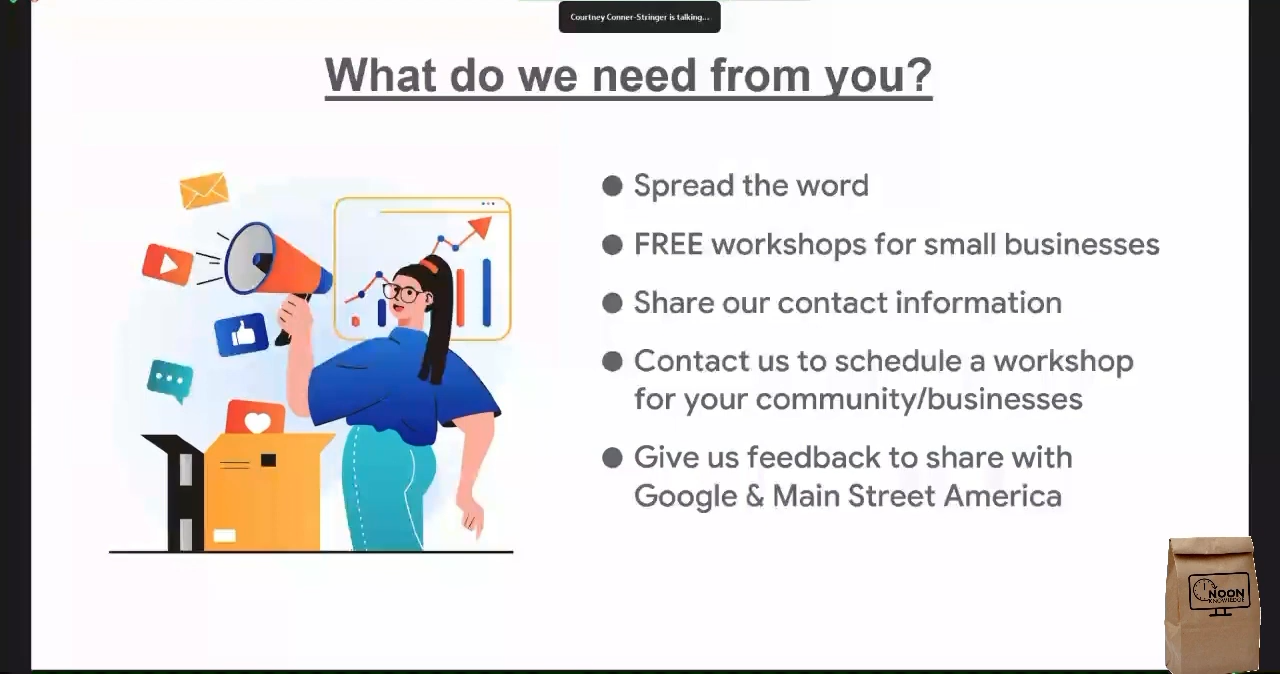 Courtney Conner-Stringer is talking...
What do we need from you?
● Spread the word
● FREE workshops for small businesses
● Share our contact information
● Contact us to schedule a workshop
for your community/businesses
● Give us feedback to share with
Google & Main Street America
NOON
KNOWLEDGE